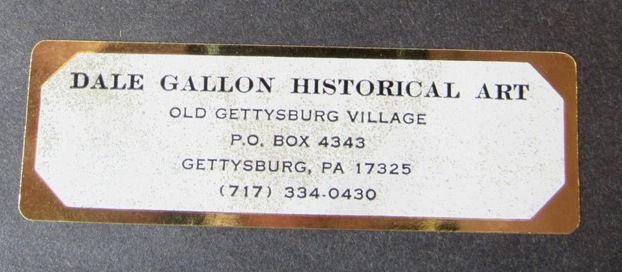 DALE GALLON HISTORICAL ART
OLD GETTYSBURG VILLAGE
P.O. BOX 4343
GETTYSBURG, PA 17325
(717) 334-0430